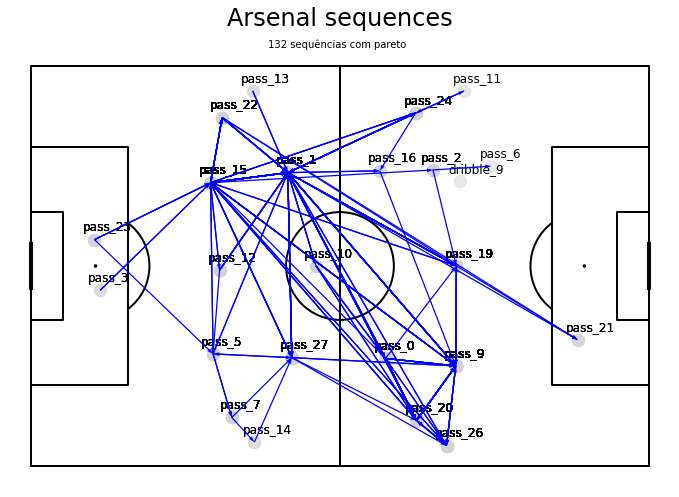 Arsenal sequences
132 sequências com pareto
pass_13
pass_11
pass_22
pass_24
pass_15
pass_1
pass_16
pass_2
pass_6
dribble_9
pass_23
pass_12
pass_10
pass_19
pass_3
pass_5
pass_27
pass_0
pass_9
pass_21
pass_7
pass_20
pass_14
pass_26